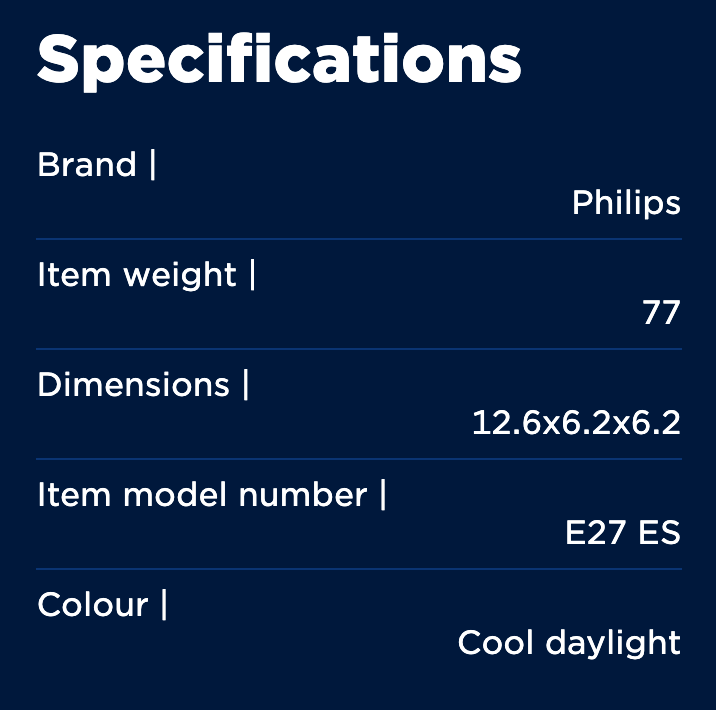 Specifications
Brand |
Philips
Item weight |
77
Dimensions |
12.6x6.2x6.2
Item model number |
E27 ES
Colour |
Cool daylight